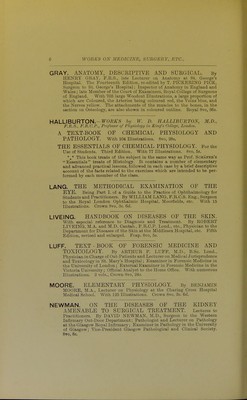 8 WORKS OF MEDICINE, SURGERY, ETC.
GRAY. ANATOMY, DESCRIPTIVE AND SURGICAL. By
HENRY GRAY, F.R.S., late Lecturer on Anatomy at St. George's
Hospital. The Fourteenth Edition, re-edited by T. PICKERING PICK,
Surgeon to St. George's Hospital; Inspector of Anatomy in England and
Wales; late Member of the Court of Examiners, Royal College of Surgeons
of England. With 705 large Woodcut Illustrations, a large proportion of
which are Coloured, the Arteries being coloured red, the Veins blue, and
the Nerves yellow. The attachments of the muscles to the bones, in the
section on Osteology, are also shown in coloured outline. Royal 8vo, 36s.
HALLIBURTON.—WORKS by W. D. HALLIBURTON, M.D.,
F.R.S., F.R.C.P., Professor of Physiology in King's College, London.
A TEXT-BOOK OF CHEMICAL PHYSIOLOGY AND
PATHOLOGY. With 104 Illustrations. 8vo, 28s.
THE ESSENTIALS OF CHEMICAL PHYSIOLOGY. For the
Use of Students. Third Edition. With Illustrations. 8vo, 5s.
*** This book treats of the subject in the same way as Prof. SCHÄFER'S
"Essentials" treats of Histology. It contains a number of elementary
and advanced practical lessons, followed in each case by a brief descriptive
account of the facts related to the exercises which are intended to be per-
formed by each member of the class.
LANG. THE METHODICAL EXAMINATION OF THE
EYE. Being Part I. of a Guide to the Practice of Ophthalmology for
Students and Practitioners. By WILLIAM LANG, F.R.C.S. Eng., Surgeon
to the Royal London Ophthalmic Hospital, Moorfields, etc. With 15
Illustrations. Crown 8vo, 3s. 6d.
LIVEING. HANDBOOK ON DISEASES OF THE SKIN.
With especial reference to Diagnosis and Treatment. By ROBERT
LIVEING, M.A. and M.D. Cantab., F.R.C.P. Lond., etc., Physician to the
Department for Diseases of the Skin at the Middlesex Hospital, etc. Fifth
Edition, revised and enlarged. Fcap. 8vo, 5s.
LUFF. TEXT-BOOK OF FORENSIC MEDICINE AND
TOXICOLOGY. By ARTHUR P. LUFF, M.D., B.Sc. Lond.,
Physician in Charge of Out-Patients and Lecturer on Medical Jurisprudence
and Toxicology in St. Mary's Hospital; Examiner in Forensic Medicine in
the University of London; External Examiner in Forensic Medicine in the
Victoria University; Official Analyst to the Home Office. With numerous
Illustrations. 2 vols., Crown 8vo, 24s.
MOORE. ELEMENTARY PHYSIOLOGY. By BENJAMIN
MOORE, M.A., Lecturer on Physiology at the Charing Cross Hospital
Medical School. With 125 Illustrations. Crown 8vo, 3s. 6d.
NEWMAN. ON THE DISEASES OF THE KIDNEY
AMENABLE TO SURGICAL TREATMENT. Lectures to
Practitioners. By DAVID NEWMAN, M.D., Surgeon to the Western
Infirmary Out-Door Department; Pathologist and Lecturer on Pathology
at the Glasgow Royal Infirmary; Examiner in Pathology in the University
of Glasgow; Vice-President Glasgow Pathological and Clinical Society.
8vo, 5s.